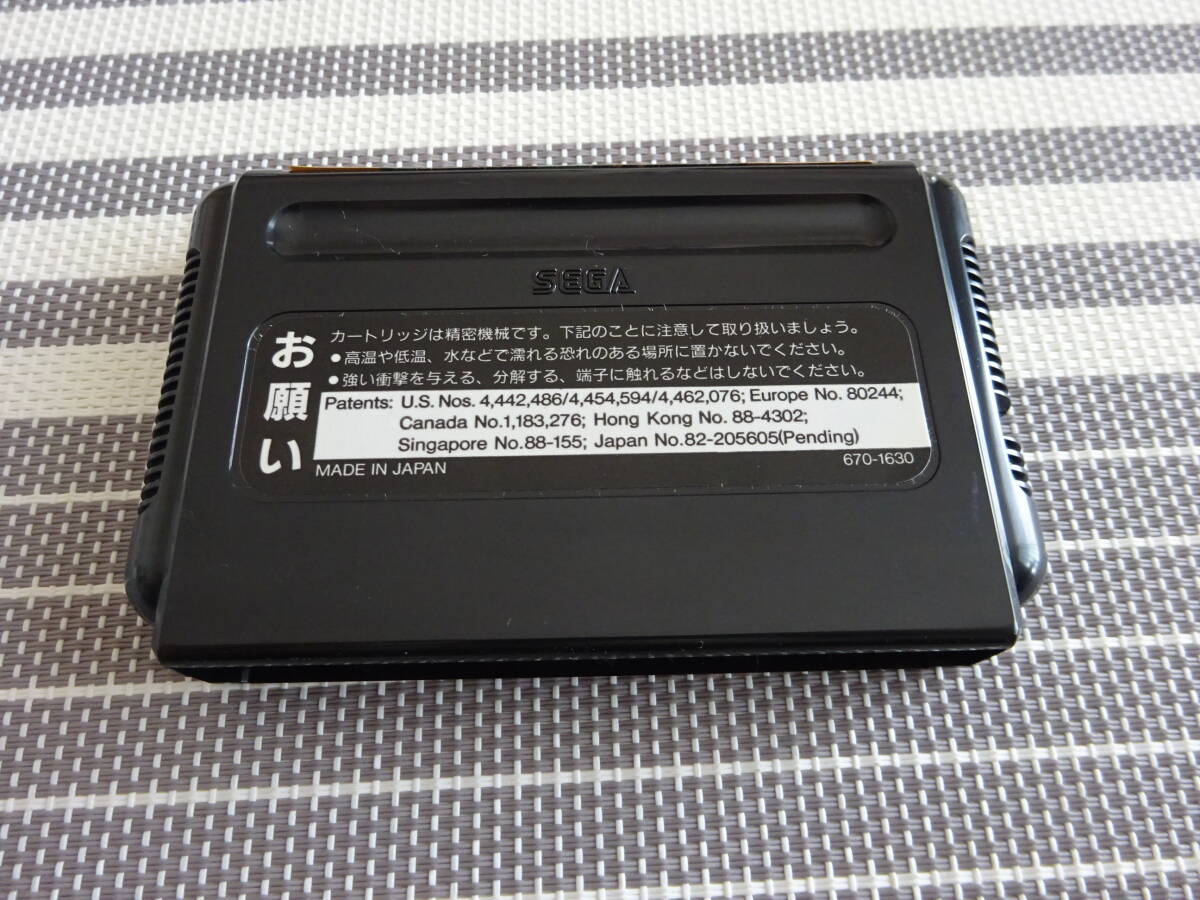 SEGA
お願い
カートリッジは精密機械です。下記のことに注意して取り扱いましょう。
●高温や低温、水などで濡れる恐れのある場所に置かないでください。
●強い衝撃を与える、分解する、端子に触れるなどはしないでください。
Patents: U.S. Nos. 4,442,486/4,454,594/4,462,076; Europe No. 80244;
Canada No.1,183,276; Hong Kong No. 88-4302;
Singapore No.88-155; Japan No.82-205605(Pending)
MADE IN JAPAN
670-1630